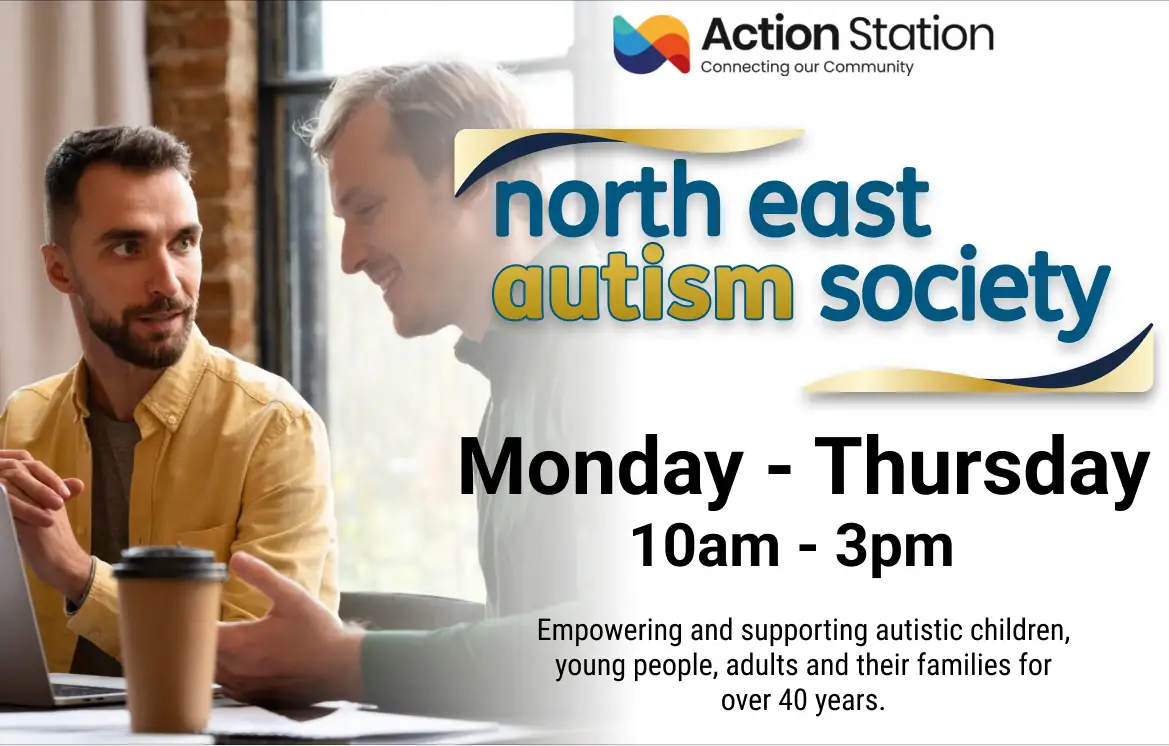 Action Station
Connecting our Community
north east
autism society
Monday - Thursday
10am - 3pm
Empowering and supporting autistic children,
young people, adults and their families for
over 40 years.